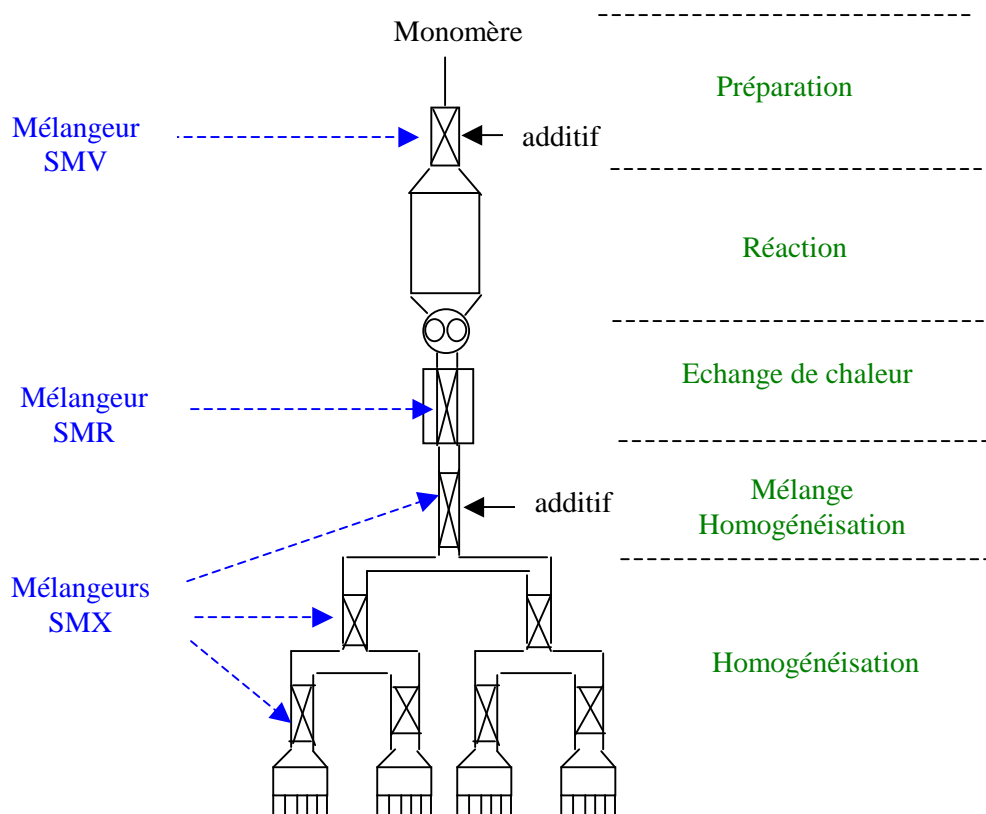 Monomère
Préparation
Mélangeur
SMV
additif
Réaction
Echange de chaleur
Mélangeur
SMR
Mélange
Homogénéisation
additif
Mélangeurs
SMX
Homogénéisation